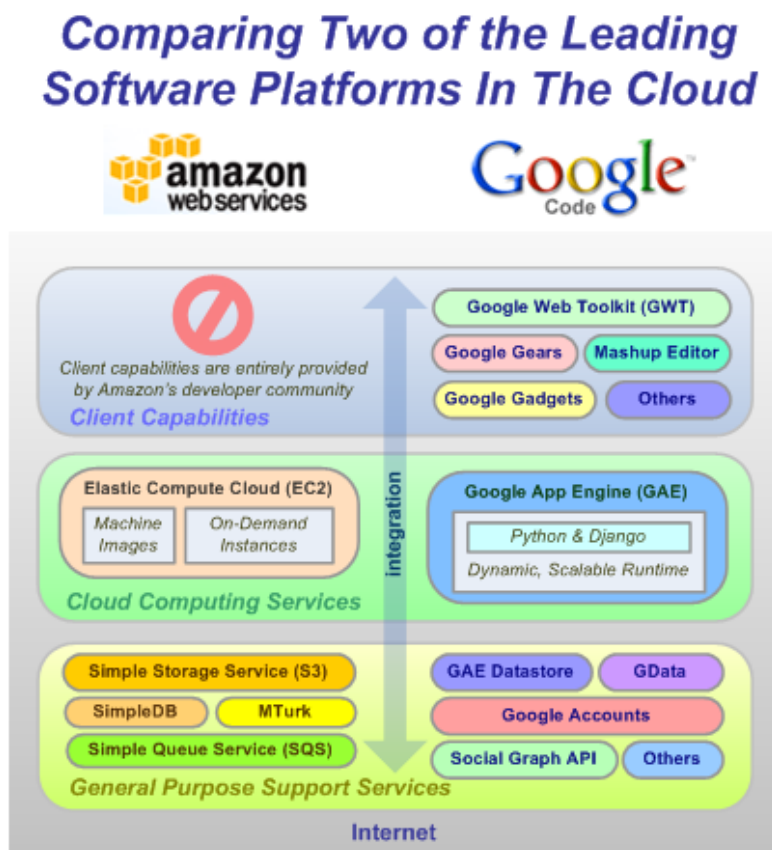 Comparing Two of the Leading
Software Platforms In The Cloud
amazon
webservices
Google™
Code
Client capabilities are entirely provided
by Amazon's developer community
Client Capabilities
Google Web Toolkit (GWT)
Google Gears
Mashup Editor
Google Gadgets
Others
integration
Elastic Compute Cloud (EC2)
Machine
Images
On-Demand
Instances
Cloud Computing Services
Google App Engine (GAE)
Python & Django
Dynamic, Scalable Runtime
Simple Storage Service (S3)
SimpleDB
MTurk
Simple Queue Service (SQS)
General Purpose Support Services
GAE Datastore
GData
Google Accounts
Social Graph API
Others
Internet